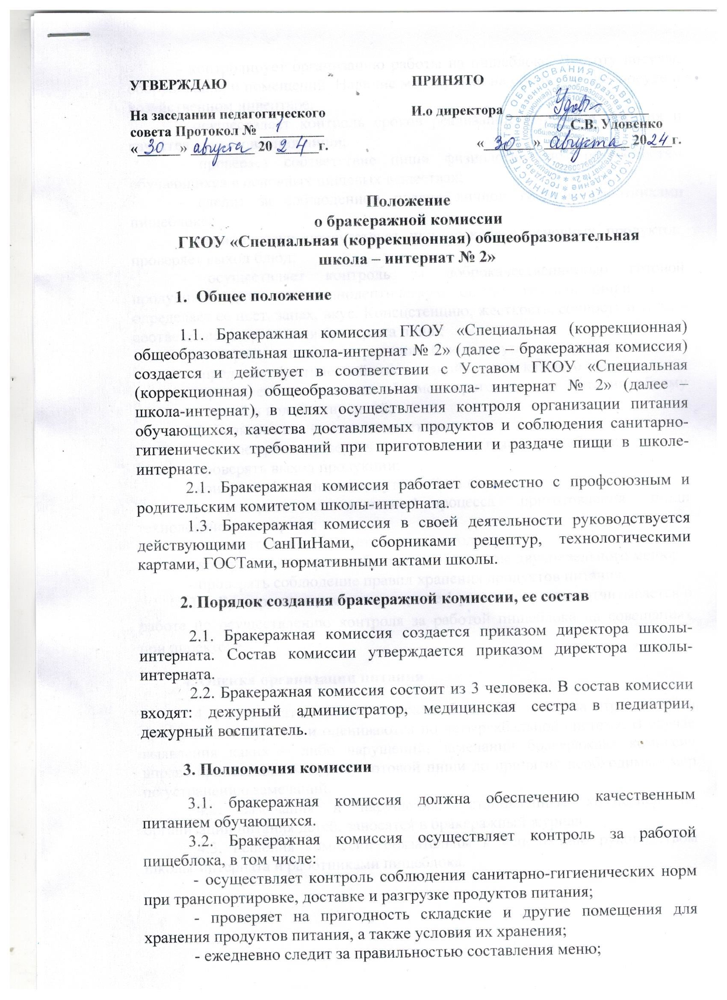 УТВЕРЖДАЮ
На заседании педагогического
совета Протокол № 1
«30» августа 2024 г.
ПРИНЯТО
И.о директора
С.В. Удовенко
«30» августа 2024 г.
Положение
о бракеражной комиссии
ГКОУ «Специальная (коррекционная) общеобразовательная
школа – интернат № 2»
1. Общее положение
1.1. Бракеражная комиссия ГКОУ «Специальная (коррекционная)
общеобразовательная школа-интернат № 2» (далее – бракеражная комиссия)
создается и действует в соответствии с Уставом ГКОУ «Специальная
(коррекционная) общеобразовательная школа- интернат № 2» (далее –
школа-интернат), в целях осуществления контроля организации питания
обучающихся, качества доставляемых продуктов и соблюдения санитарно-
гигиенических требований при приготовлении и раздаче пищи в школе-
интернате.
2.1. Бракеражная комиссия работает совместно с профсоюзным и
родительским комитетом школы-интерната.
1.3. Бракеражная комиссия в своей деятельности руководствуется
действующими СанПиНами, сборниками рецептур, технологическими
картами, ГОСТами, нормативными актами школы.
2. Порядок создания бракеражной комиссии, ее состав
2.1. Бракеражная комиссия создается приказом директора школы-
интерната. Состав комиссии утверждается приказом директора школы-
интерната.
2.2. Бракеражная комиссия состоит из 3 человека. В состав комиссии
входят: дежурный администратор, медицинская сестра в педиатрии,
дежурный воспитатель.
3. Полномочия комиссии
3.1. бракеражная комиссия должна обеспечению качественным
питанием обучающихся.
3.2. Бракеражная комиссия осуществляет контроль за работой
пищеблока, в том числе:
- осуществляет контроль соблюдения санитарно-гигиенических норм
при транспортировке, доставке и разгрузке продуктов питания;
- проверяет на пригодность складские и другие помещения для
хранения продуктов питания, а также условия их хранения;
- ежедневно следит за правильностью составления меню;